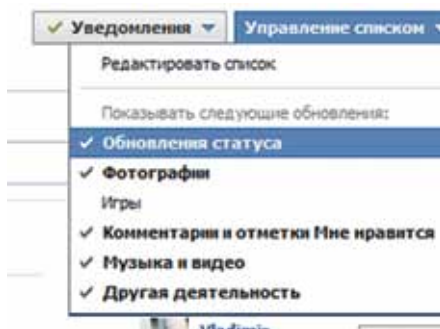 Уведомления Управление списком
Редактировать список
Показывать следующие обновления:
Обновления статуса
Фотографии
Игры
Комментарии и отметки Мне нравится
Музыка и видео
Другая деятельность